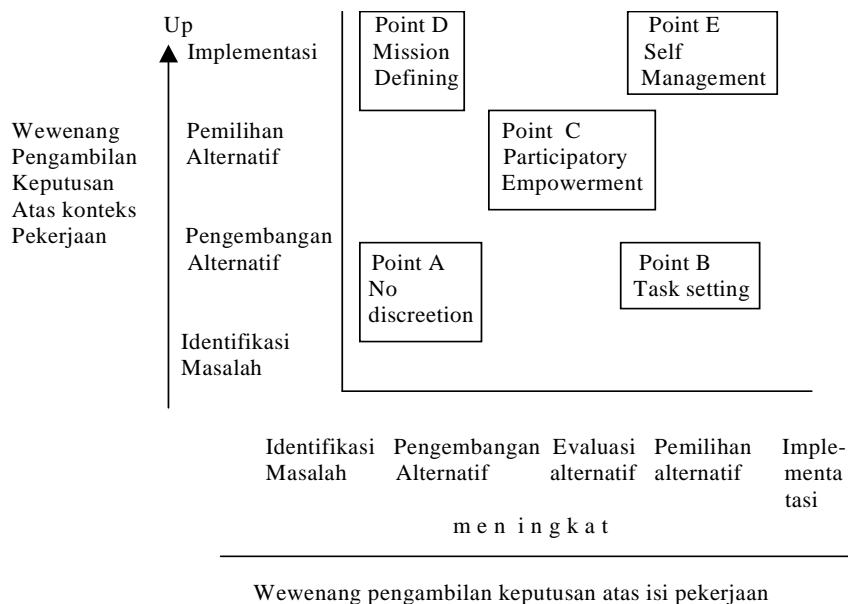 Up
Implementasi
Wewenang
Pengambilan
Keputusan
Atas konteks
Pekerjaan
Pemilihan
Alternatif
Pengembangan
Alternatif
Identifikasi
Masalah
Point D
Mission
Defining
Point E
Self
Management
Point C
Participatory
Empowerment
Point A
No
discreetion
Point B
Task setting
Identifikasi
Masalah
Pengembangan
Alternatif
Evaluasi
alternatif
Pemilihan
alternatif
Imple-
menta
tasi
m e n i n g k a t
Wewenang pengambilan keputusan atas isi pekerjaan